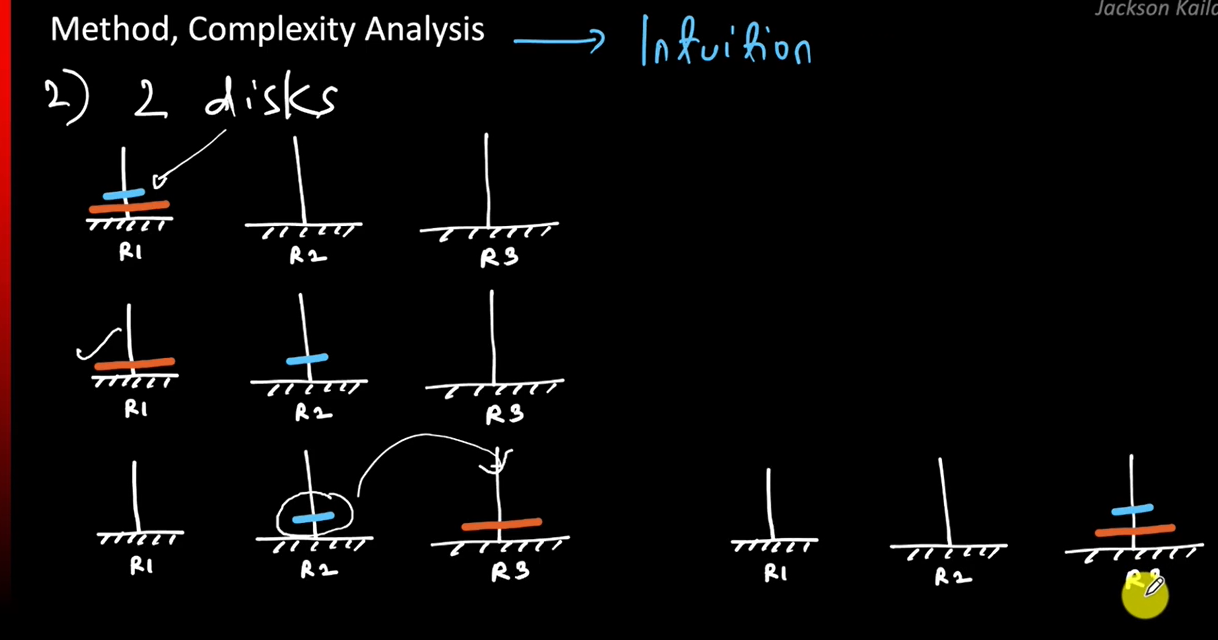 Jackson Kaila
Method, Complexity Analysis → Intuition
2) 2 disks
R1 R2 R3
R1 R2 R3
R1 R2 R3 R1 R2 R3